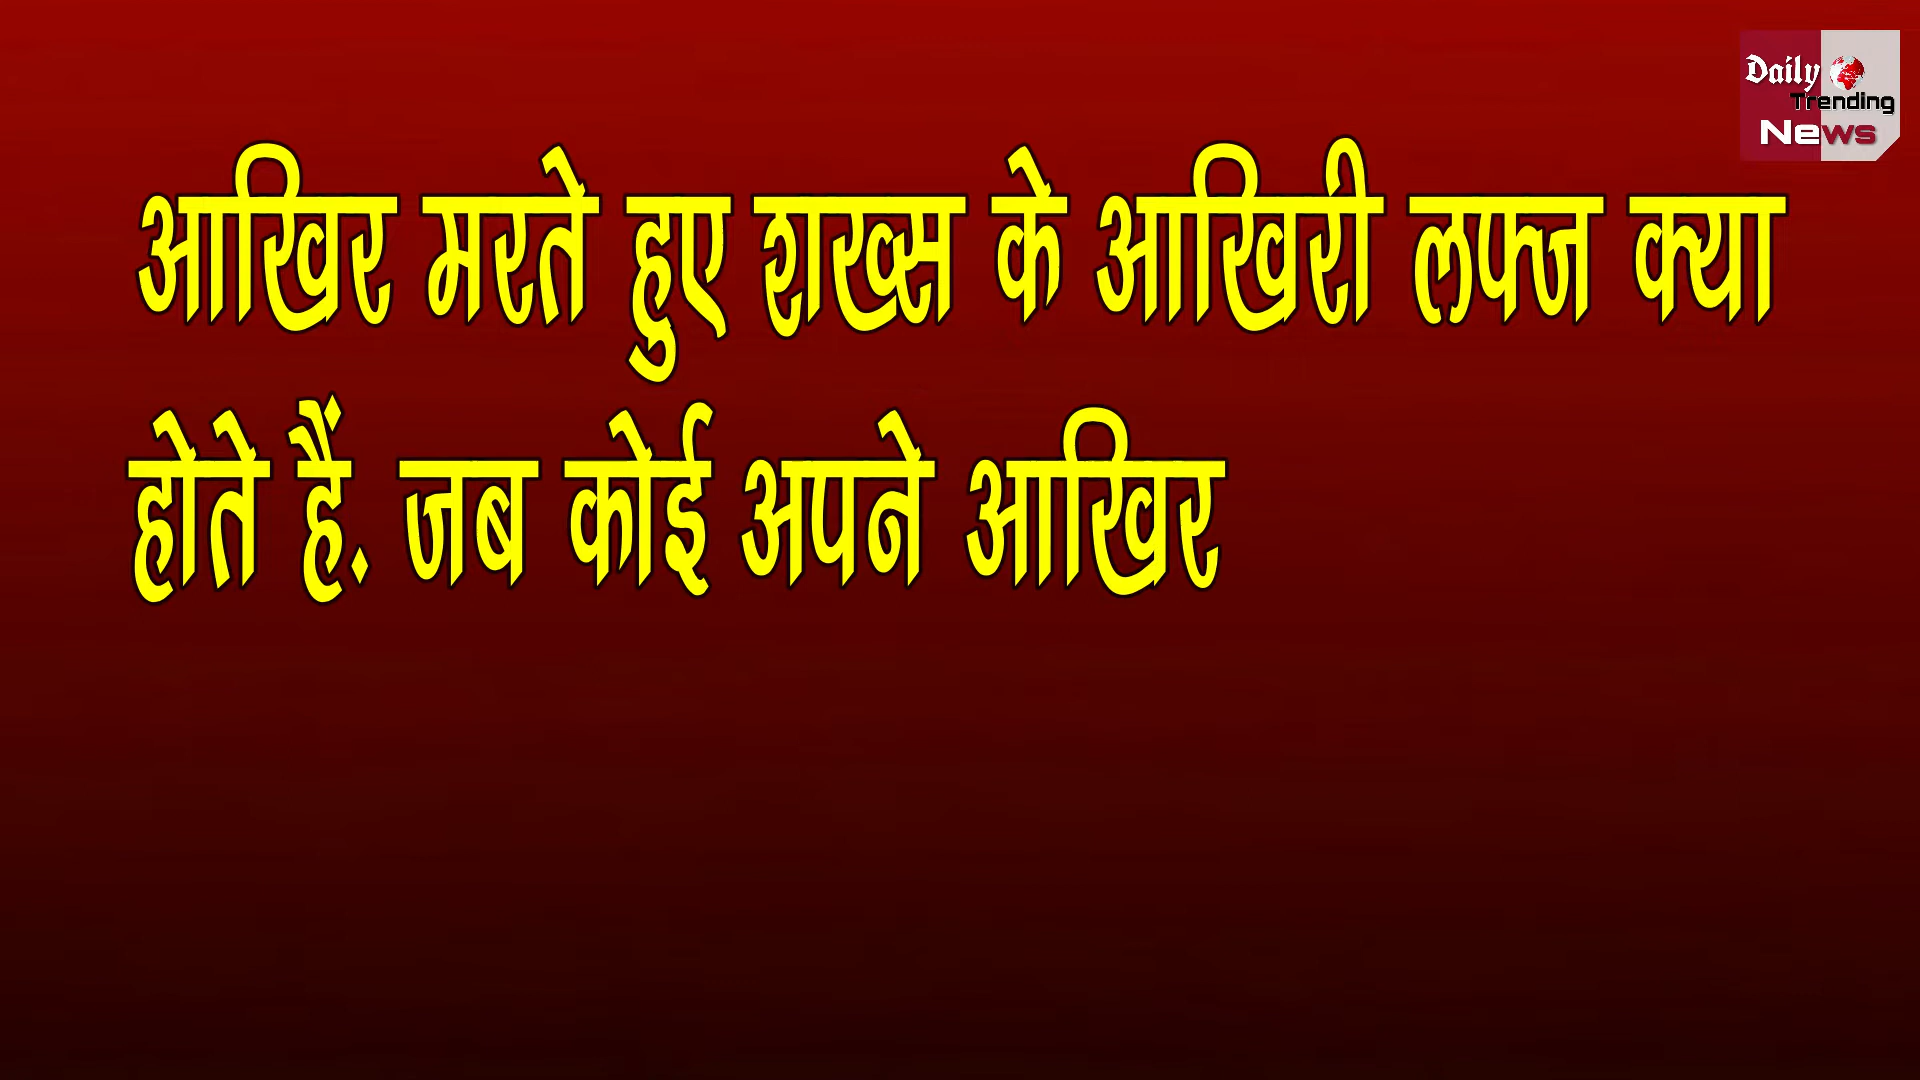 Daily
Trending
News
आखिर मरते हुए शख्स के आखिरी लफ्ज क्या
होते हैं. जब कोई अपने आखिर